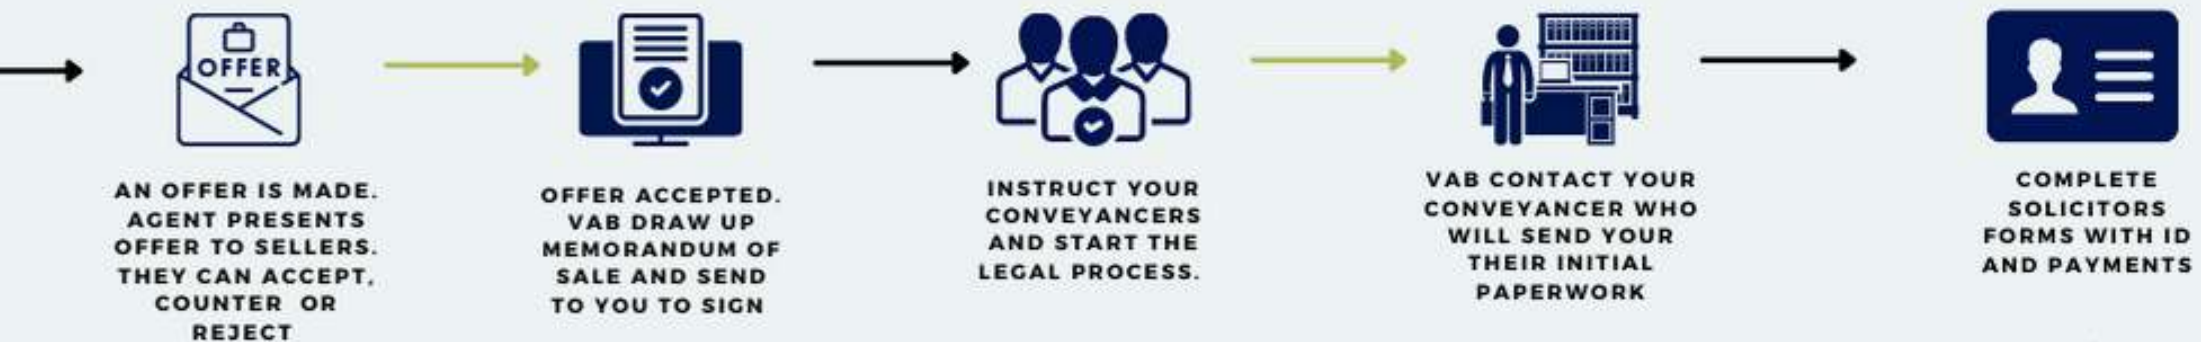 OFFER
AN OFFER IS MADE.
AGENT PRESENTS
OFFER TO SELLERS.
THEY CAN ACCEPT,
COUNTER OR
REJECT
OFFER ACCEPTED.
VAB DRAW UP
MEMORANDUM OF
SALE AND SEND
TO YOU TO SIGN
INSTRUCT YOUR
CONVEYANCERS
AND START THE
LEGAL PROCESS.
VAB CONTACT YOUR
CONVEYANCER WHO
WILL SEND YOUR
THEIR INITIAL
PAPERWORK
COMPLETE
SOLICITORS
FORMS WITH ID
AND PAYMENTS